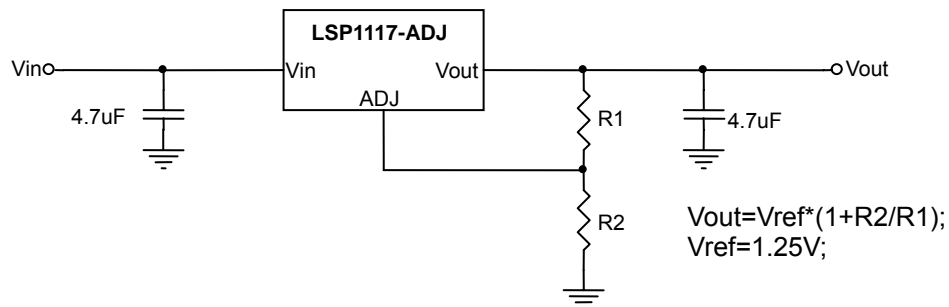 LSP1117-ADJ
Vin
Vin
Vout
Vout
ADJ
4.7uF
R1
4.7uF
R2
Vout=Vref*(1+R2/R1);
Vref=1.25V;